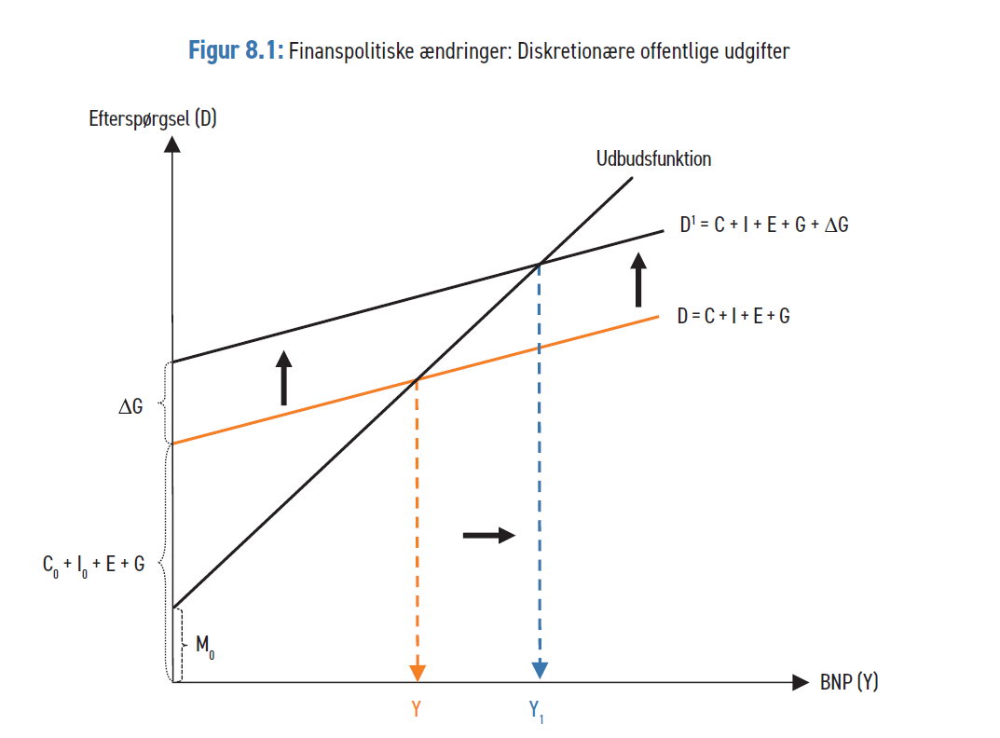 Figur 8.1: Finanspolitiske ændringer: Diskretionære offentlige udgifter
Efterspørgsel (D)
Udbudsfunktion
D¹ = C + I + E + G + ΔG
D = C + I + E + G
ΔG
C₀ + I₀ + E + G
M₀
BNP (Y)
Y
Y₁